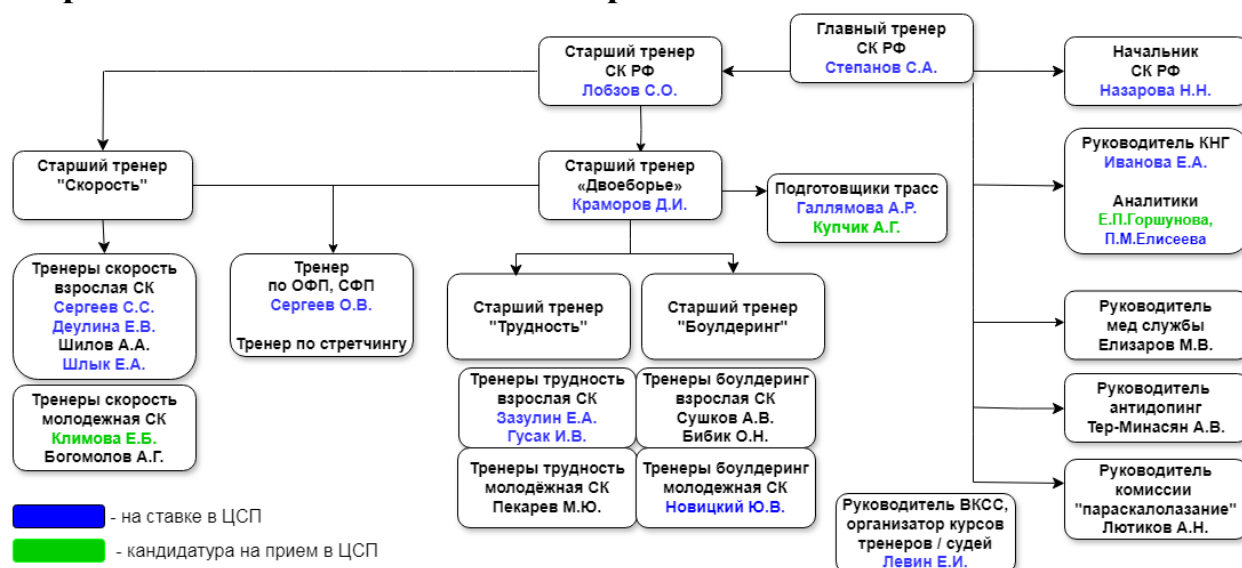 Главный тренер
СК РФ
Степанов С.А.
Старший тренер
СК РФ
Лобзов С.О.
Начальник
СК РФ
Назарова Н.Н.
Старший тренер
"Скорость"
Старший тренер
«Двоеборье»
Краморов Д.И.
Подготовщики трасс
Галлямова А.Р.
Купчик А.Г.
Руководитель КНГ
Иванова Е.А.
Аналитики
Е.П.Горшунова,
П.М.Елисеева
Тренеры скорость
взрослая СК
Сергеев С.С.
Деулина Е.В.
Шилов А.А.
Шлык Е.А.
Тренер
по ОФП, СФП
Сергеев О.В.
Тренер по стретчингу
Старший тренер
"Трудность"
Старший тренер
"Боулдеринг"
Руководитель
мед службы
Елизаров М.В.
Тренеры скорость
молодежная СК
Климова Е.Б.
Богомолов А.Г.
Тренеры трудность
взрослая СК
Зазулин Е.А.
Гусак И.В.
Тренеры боулдеринг
взрослая СК
Сушков А.В.
Бибик О.Н.
Руководитель
антидопинг
Тер-Минасян А.В.
Тренеры трудность
молодёжная СК
Пекарев М.Ю.
Тренеры боулдеринг
молодежная СК
Новицкий Ю.В.
Руководитель
комиссии
"параскалолазание"
Лютиков А.Н.
Руководитель ВКСС,
организатор курсов
тренеров / судей
Левин Е.И.
- на ставке в ЦСП
- кандидатура на прием в ЦСП